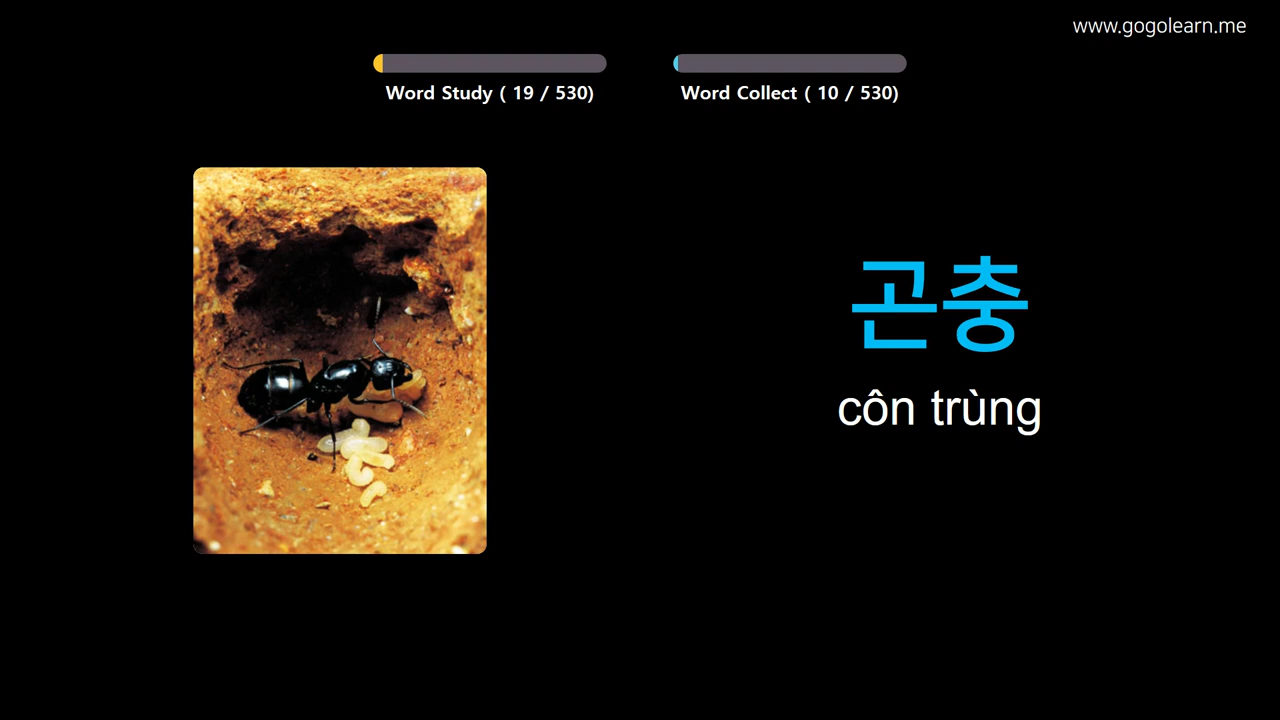 www.gogolearn.me
Word Study ( 19 / 530)
Word Collect ( 10 / 530)
곤충
côn trùng